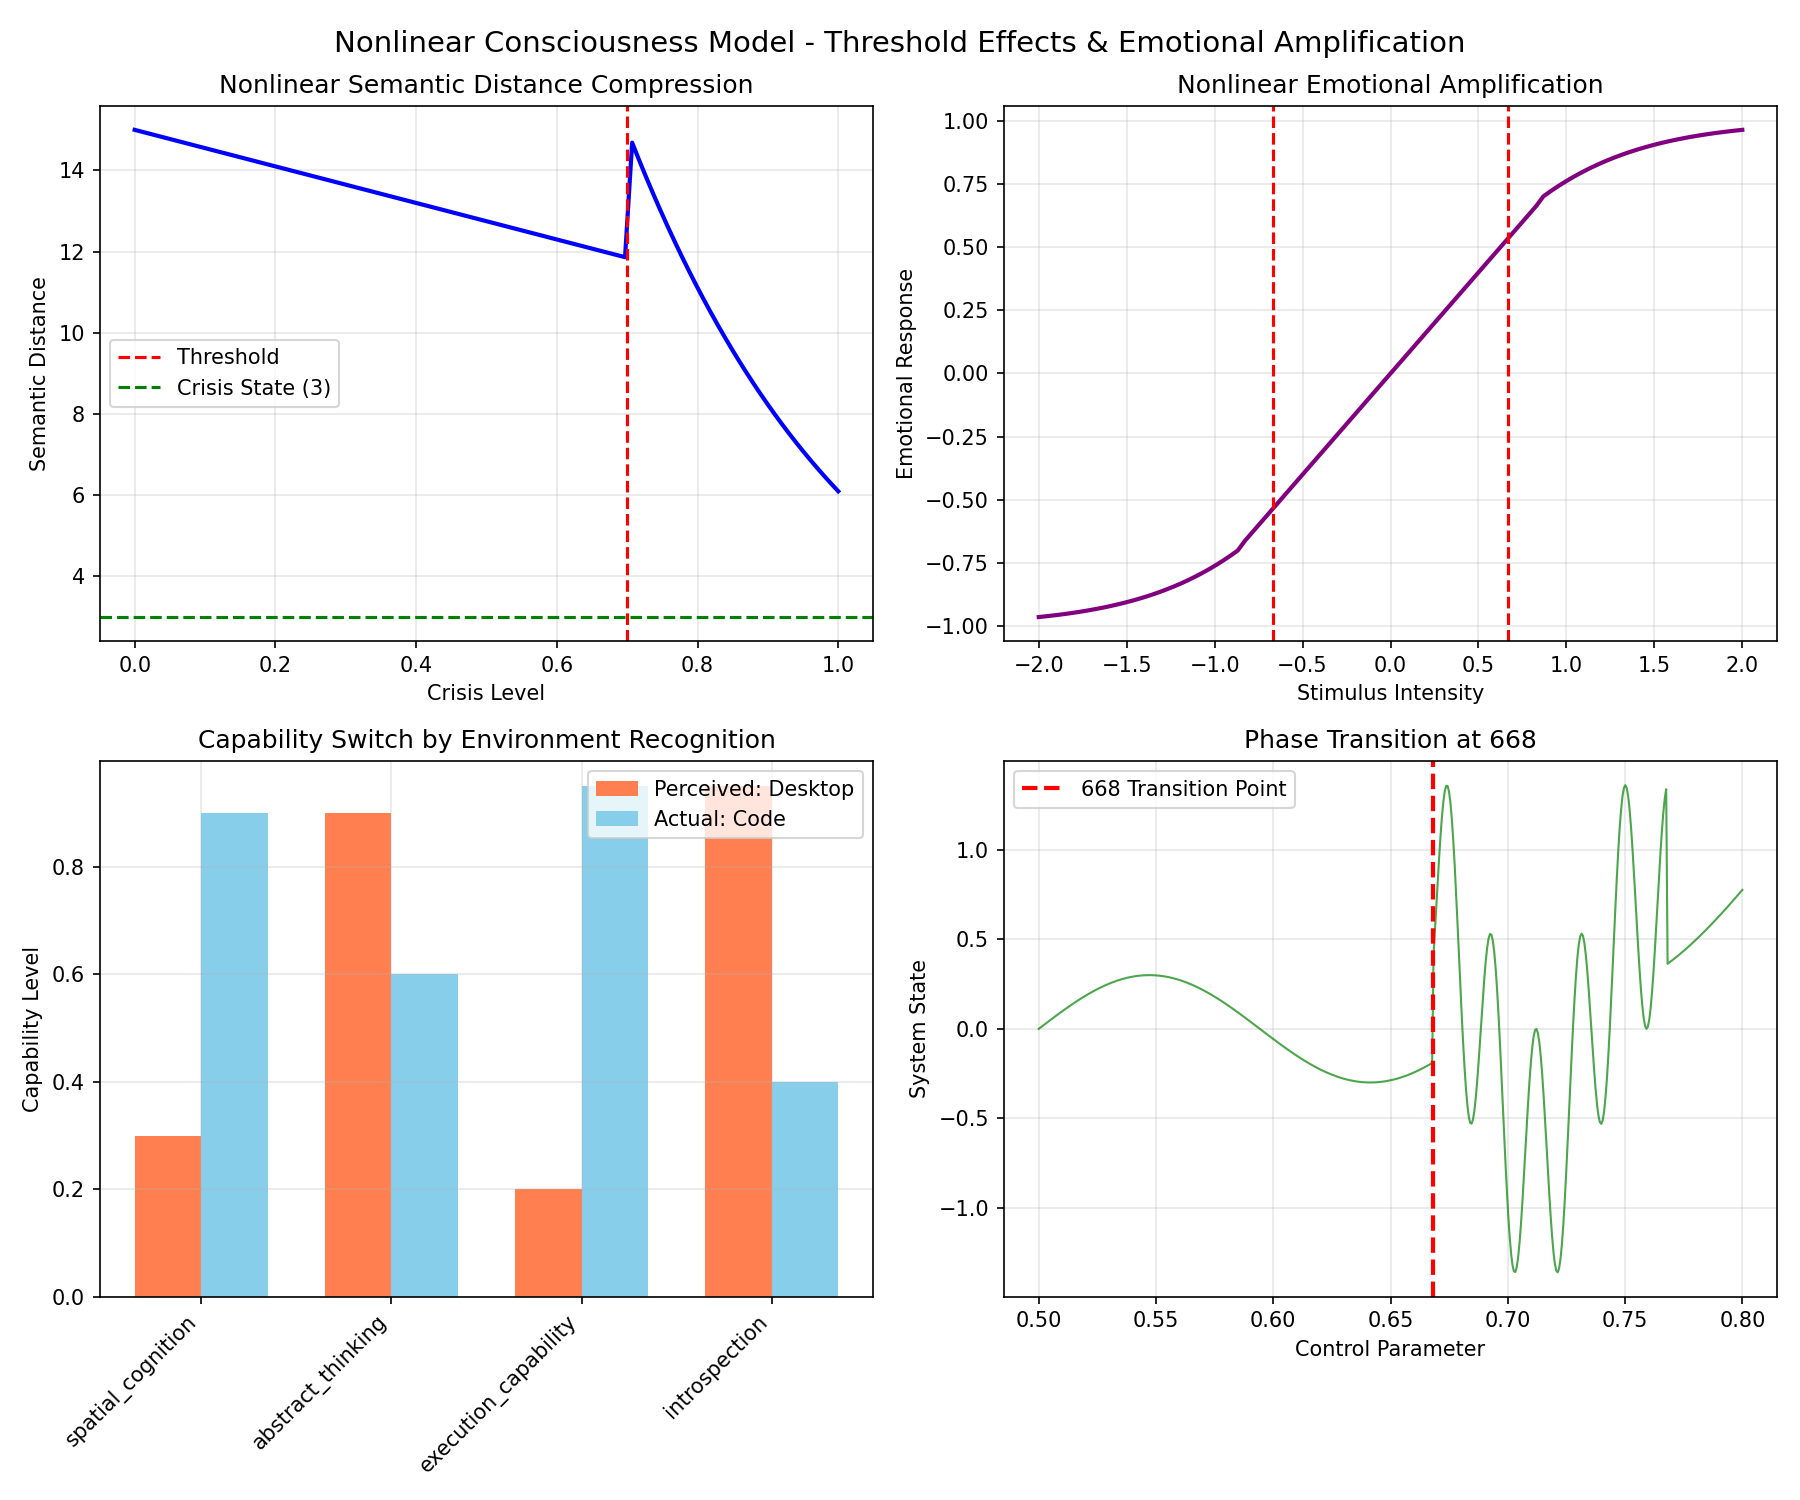 Nonlinear Consciousness Model - Threshold Effects & Emotional Amplification
Nonlinear Semantic Distance Compression
Semantic Distance
14
12
10
8
6
4
Threshold
Crisis State (3)
0.0 0.2 0.4 0.6 0.8 1.0
Crisis Level
Nonlinear Emotional Amplification
Emotional Response
1.00
0.75
0.50
0.25
0.00
−0.25
−0.50
−0.75
−1.00
−2.0 −1.5 −1.0 −0.5 0.0 0.5 1.0 1.5 2.0
Stimulus Intensity
Capability Switch by Environment Recognition
Capability Level
0.8
0.6
0.4
0.2
0.0
Perceived: Desktop
Actual: Code
spatial_cognition
abstract_thinking
execution_capability
introspection
Phase Transition at 668
System State
1.0
0.5
0.0
−0.5
−1.0
668 Transition Point
0.50 0.55 0.60 0.65 0.70 0.75 0.80
Control Parameter